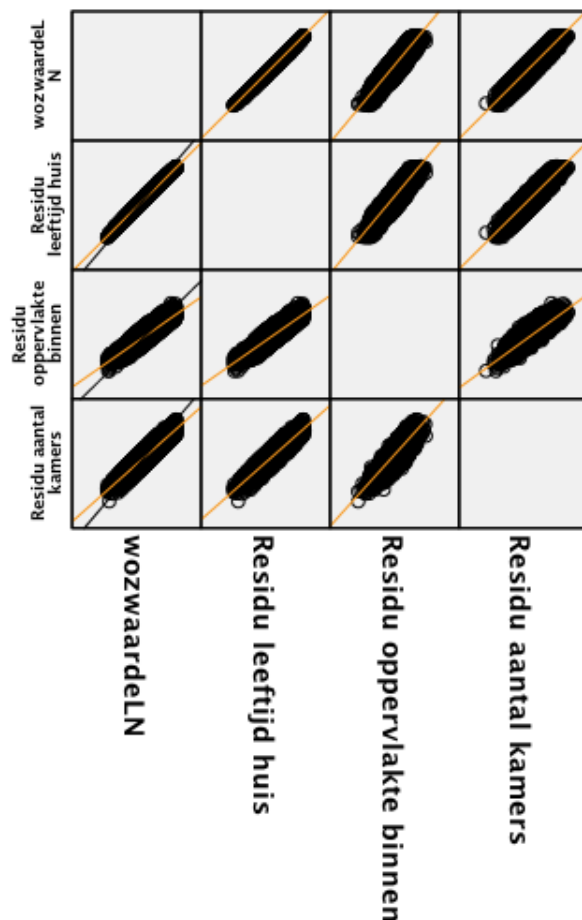 wozwaardeL
N
Residu
leeftijd huis
Residu
oppervlakte
binnen
Residu aantal
kamers
wozwaardeLN
Residu leeftijd huis
Residu oppervlakte binnen
Residu aantal kamers